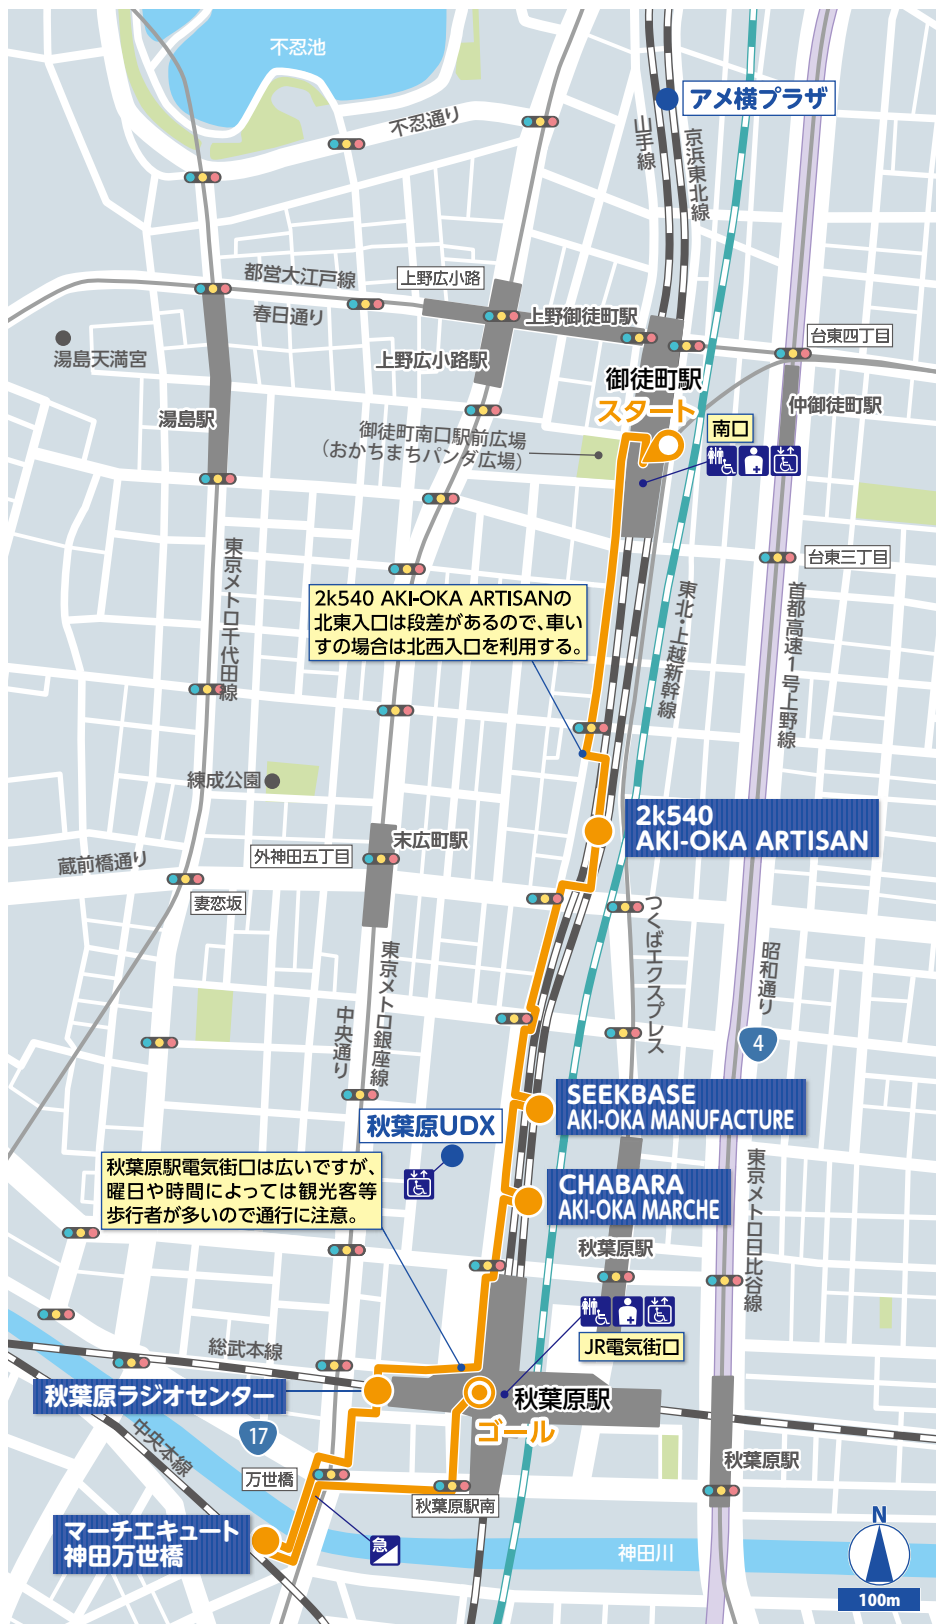 不忍池
アメ横プラザ
不忍通り
山手線
京浜東北線
都営大江戸線
春日通り
上野広小路
上野御徒町駅
台東四丁目
湯島天満宮
上野広小路駅
御徒町駅
スタート
仲御徒町駅
湯島駅
御徒町南口駅前広場
（おかちまちパンダ広場）
南口
台東三丁目
東京メトロ千代田線
2k540 AKI-OKA ARTISANの
北東入口は段差があるので、車い
すの場合は北西入口を利用する。
東北・上越新幹線
首都高速1号上野線
練成公園
2k540
AKI-OKA ARTISAN
末広町駅
外神田五丁目
蔵前橋通り
妻恋坂
つくばエクスプレス
昭和通り
東京メトロ銀座線
中央通り
4
SEEKBASE
AKI-OKA MANUFACTURE
秋葉原UDX
秋葉原駅電気街口は広いですが、
曜日や時間によっては観光客等
歩行者が多いので通行に注意。
CHABARA
AKI-OKA MARCHE
東京メトロ日比谷線
秋葉原駅
JR電気街口
総武本線
秋葉原ラジオセンター
秋葉原駅
ゴール
17
中央本線
万世橋
秋葉原駅
秋葉原駅南
マーチエキュート
神田万世橋
急
神田川
N
100m